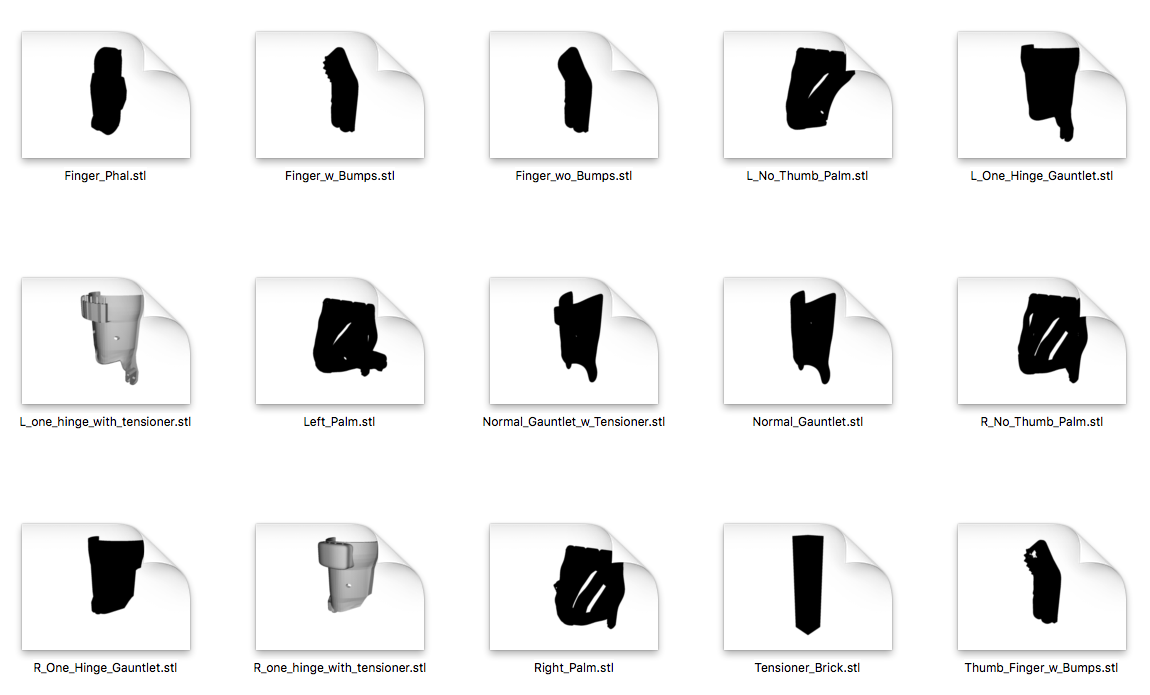 Finger_Phal.stl
Finger_w_Bumps.stl
Finger_wo_Bumps.stl
L_No_Thumb_Palm.stl
L_One_Hinge_Gauntlet.stl
L_one_hinge_with_tensioner.stl
Left_Palm.stl
Normal_Gauntlet_w_Tensioner.stl
Normal_Gauntlet.stl
R_No_Thumb_Palm.stl
R_One_Hinge_Gauntlet.stl
R_one_hinge_with_tensioner.stl
Right_Palm.stl
Tensioner_Brick.stl
Thumb_Finger_w_Bumps.stl